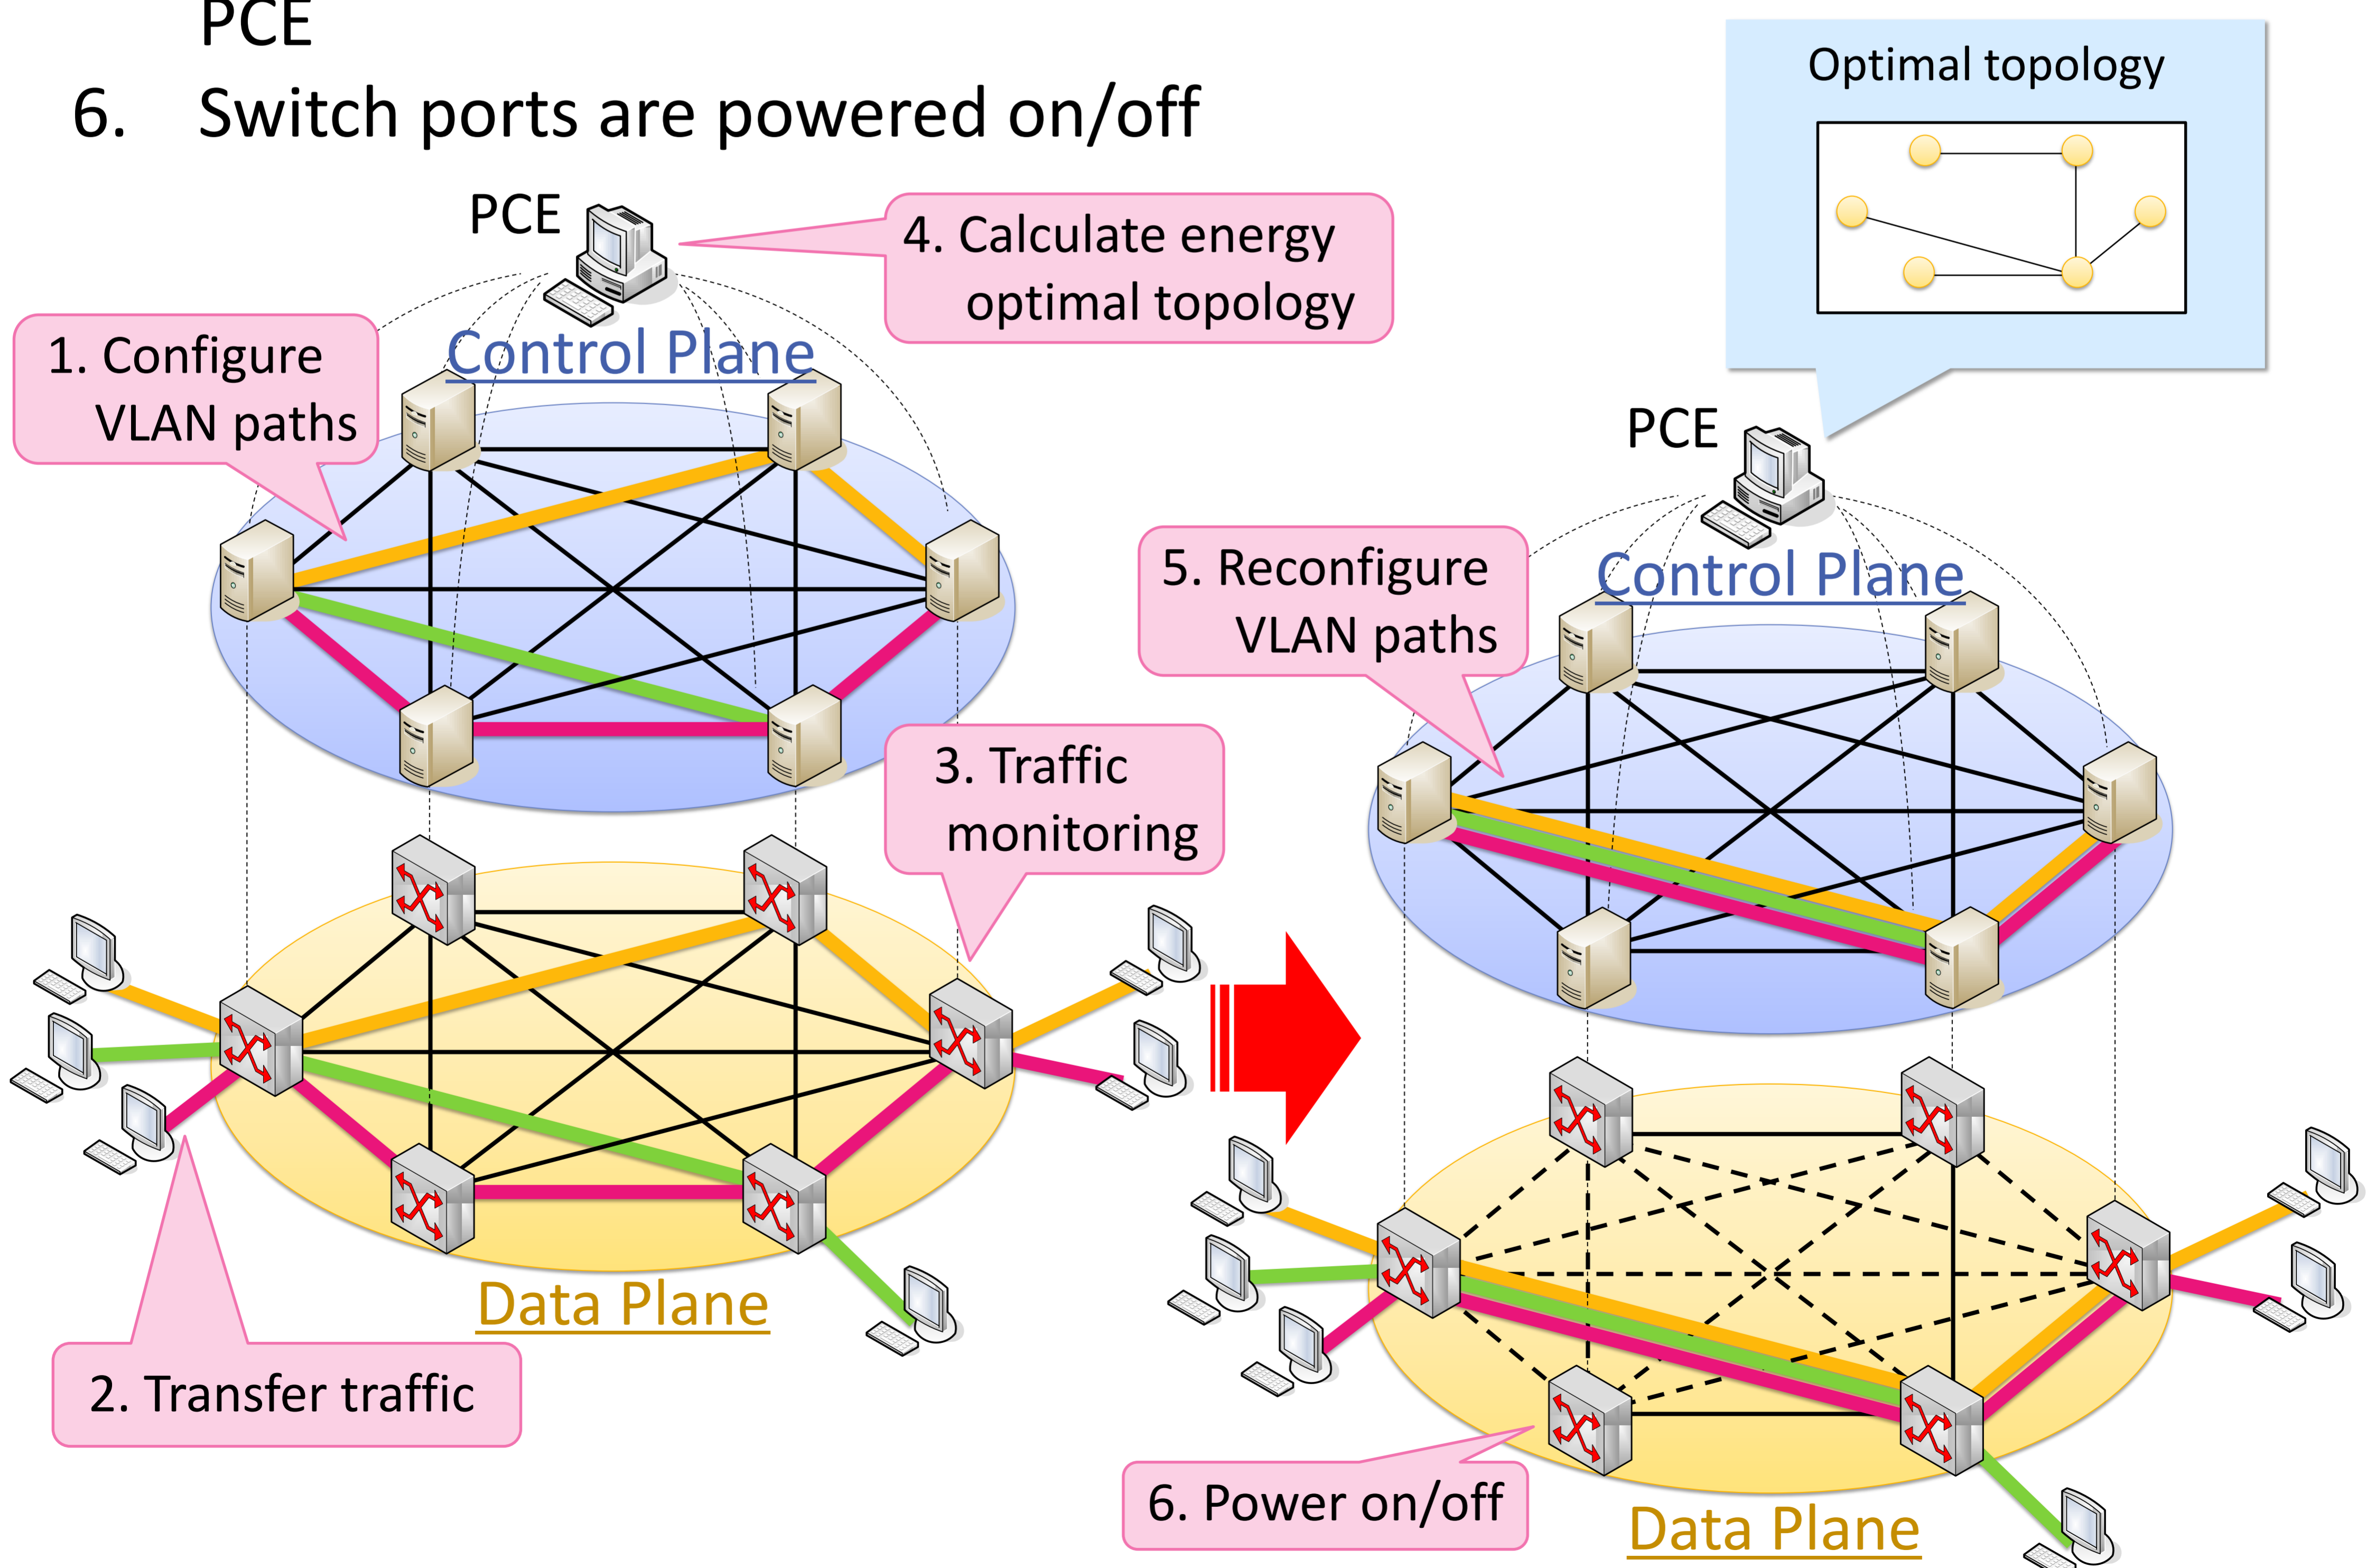 PCE
6. Switch ports are powered on/off
Optimal topology
PCE
4. Calculate energy
optimal topology
1. Configure
VLAN paths
Control Plane
PCE
5. Reconfigure
VLAN paths
Control Plane
3. Traffic
monitoring
Data Plane
2. Transfer traffic
6. Power on/off
Data Plane